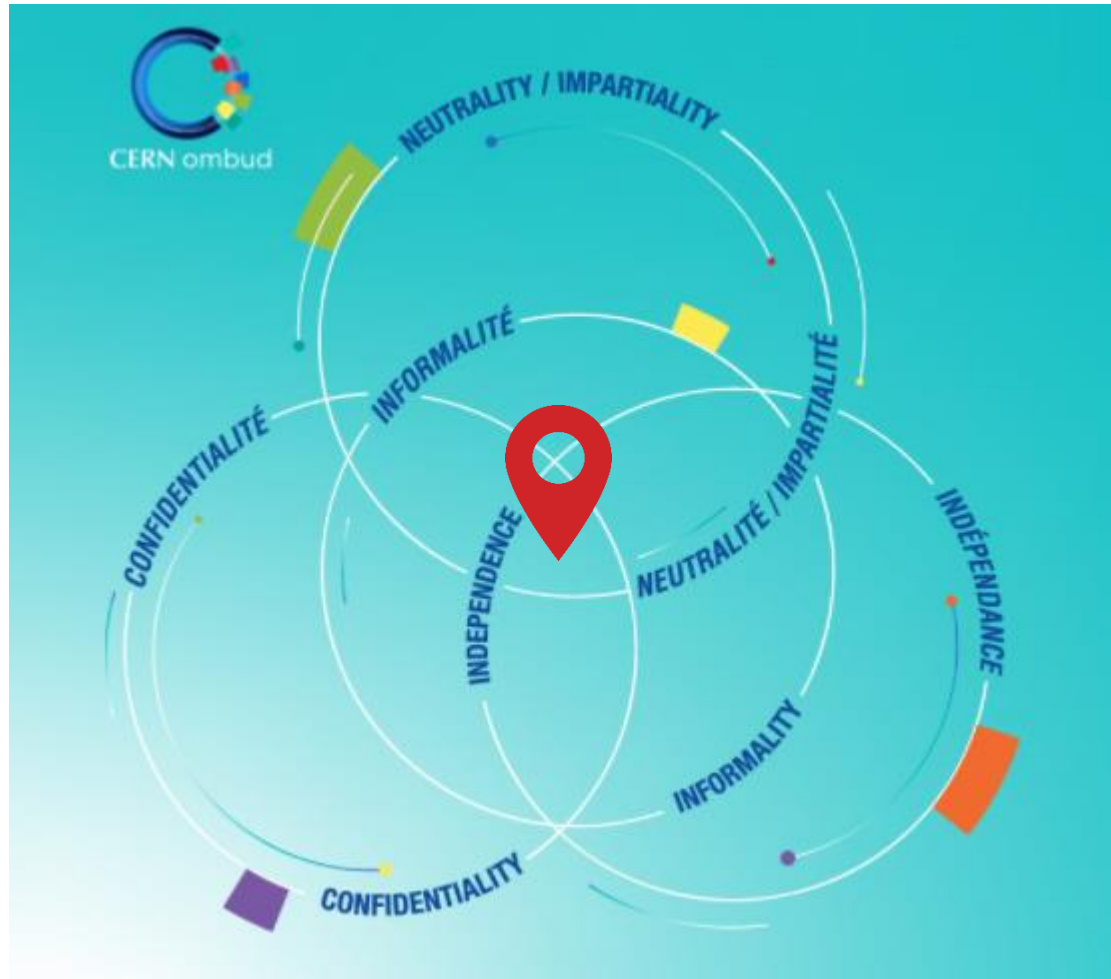 CERN ombud
NEUTRALITY / IMPARTIALITY
INFORMALITÉ
CONFIDENTIALITÉ
NEUTRALITÉ / IMPARTIALITÉ
INDÉPENDANCE
INDEPENDENCE
INFORMALITY
CONFIDENTIALITY